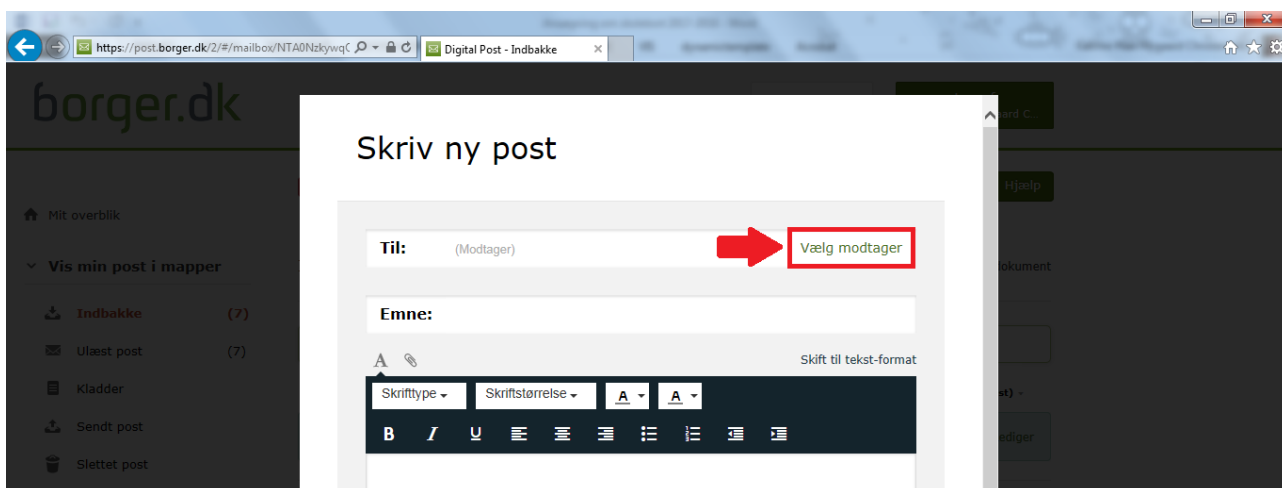 https://post.borger.dk/2/#/mailbox/NTA0NzkywqC
Digital Post - Indbakke
borger.dk
Skriv ny post
Hjælp
Mit overblik
Til: (Modtager) Vælg modtager
Vis min post i mapper
dokument
Indbakke (7)
Emne:
Ulæst post (7)
A Skift til tekst-format
Kladder
Skrifttype Skriftstørrelse A A
Sendt post
B I U
Slettet post